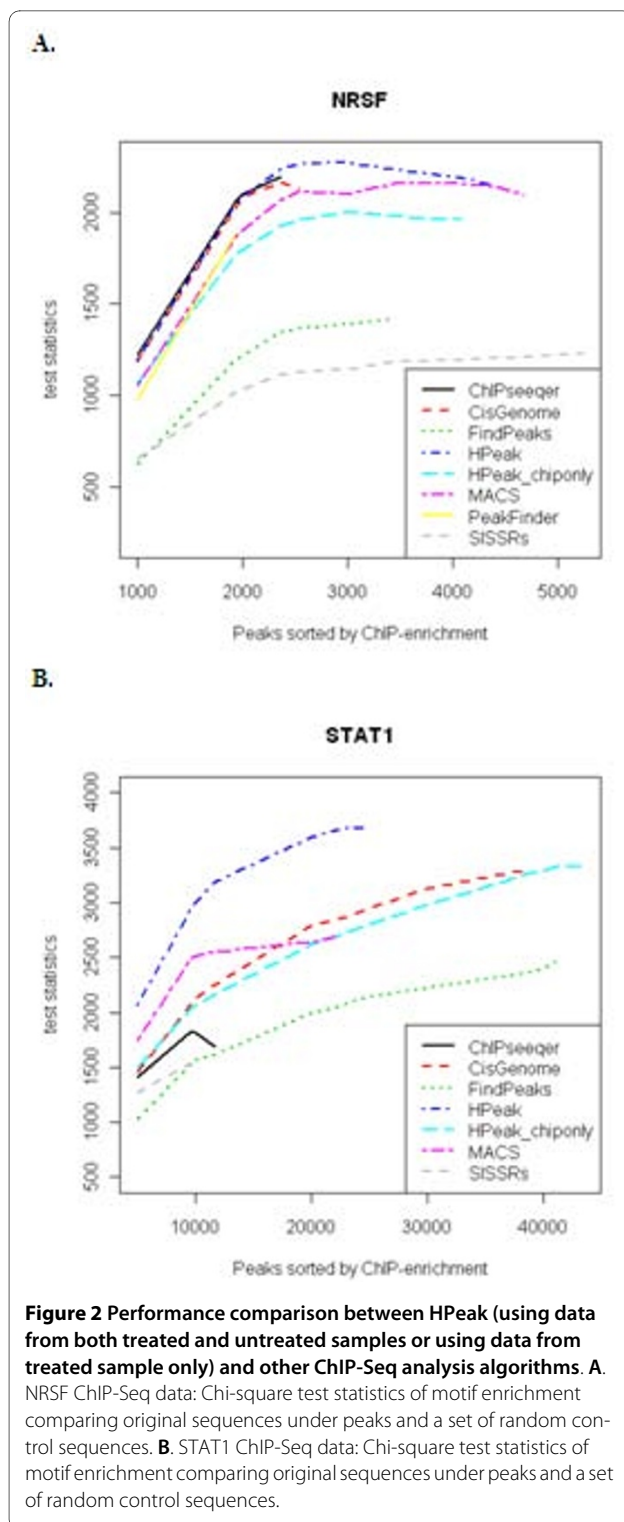 A.
NRSF
2000
1500
1000
500
test statistics
ChIPseeqer
CisGenome
FindPeaks
HPeak
HPeak_chiponly
MACS
PeakFinder
SISSRs
1000 2000 3000 4000 5000
Peaks sorted by ChIP-enrichment
B.
STAT1
4000
3500
3000
2500
2000
1500
1000
500
test statistics
ChIPseeqer
CisGenome
FindPeaks
HPeak
HPeak_chiponly
MACS
SISSRs
10000 20000 30000 40000
Peaks sorted by ChIP-enrichment
Figure 2 Performance comparison between HPeak (using data
from both treated and untreated samples or using data from
treated sample only) and other ChIP-Seq analysis algorithms. A.
NRSF ChIP-Seq data: Chi-square test statistics of motif enrichment
comparing original sequences under peaks and a set of random con-
trol sequences. B. STAT1 ChIP-Seq data: Chi-square test statistics of
motif enrichment comparing original sequences under peaks and a set
of random control sequences.